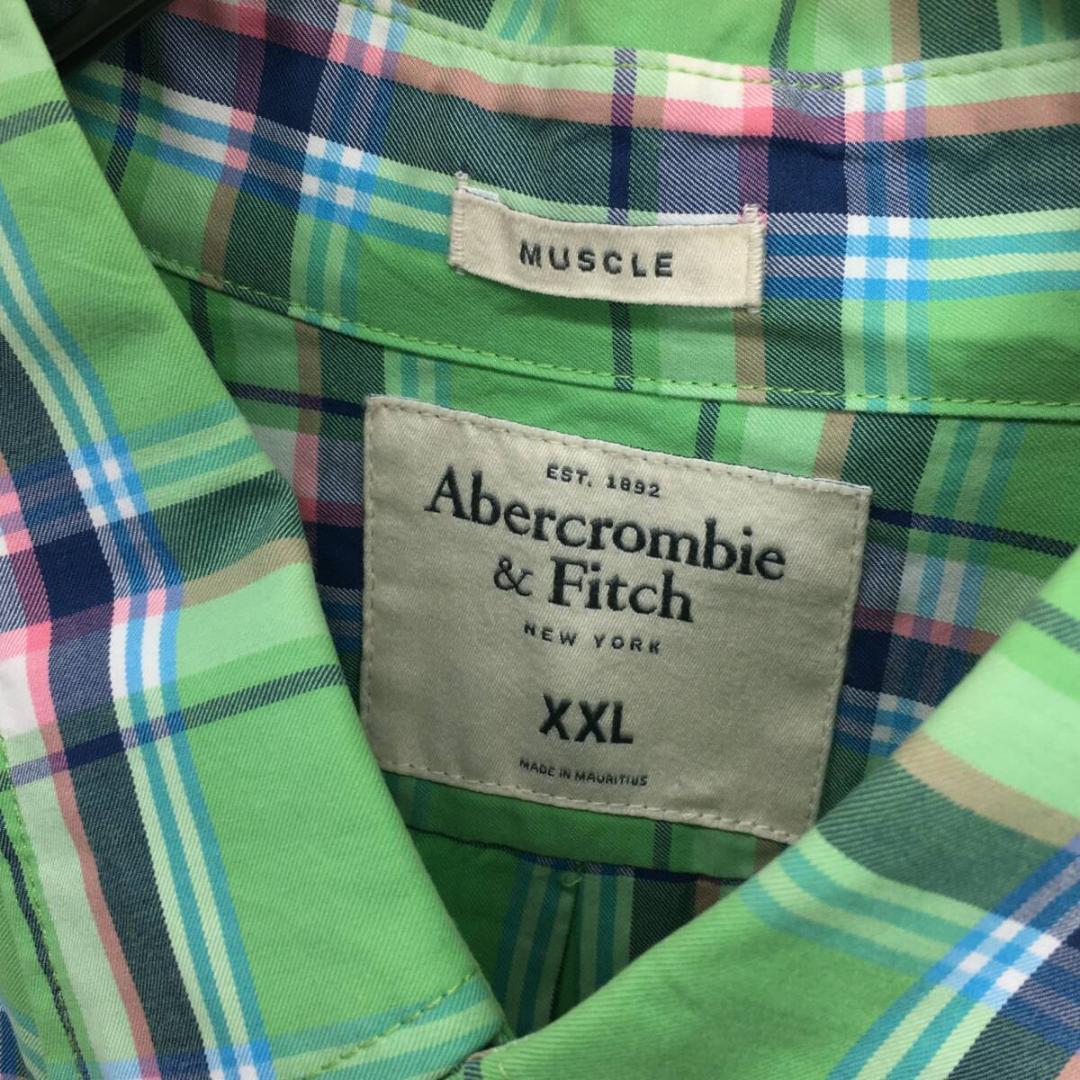 MUSCLE
EST. 1892
Abercrombie
& Fitch
NEW YORK
XXL
MADE IN MAURITIUS